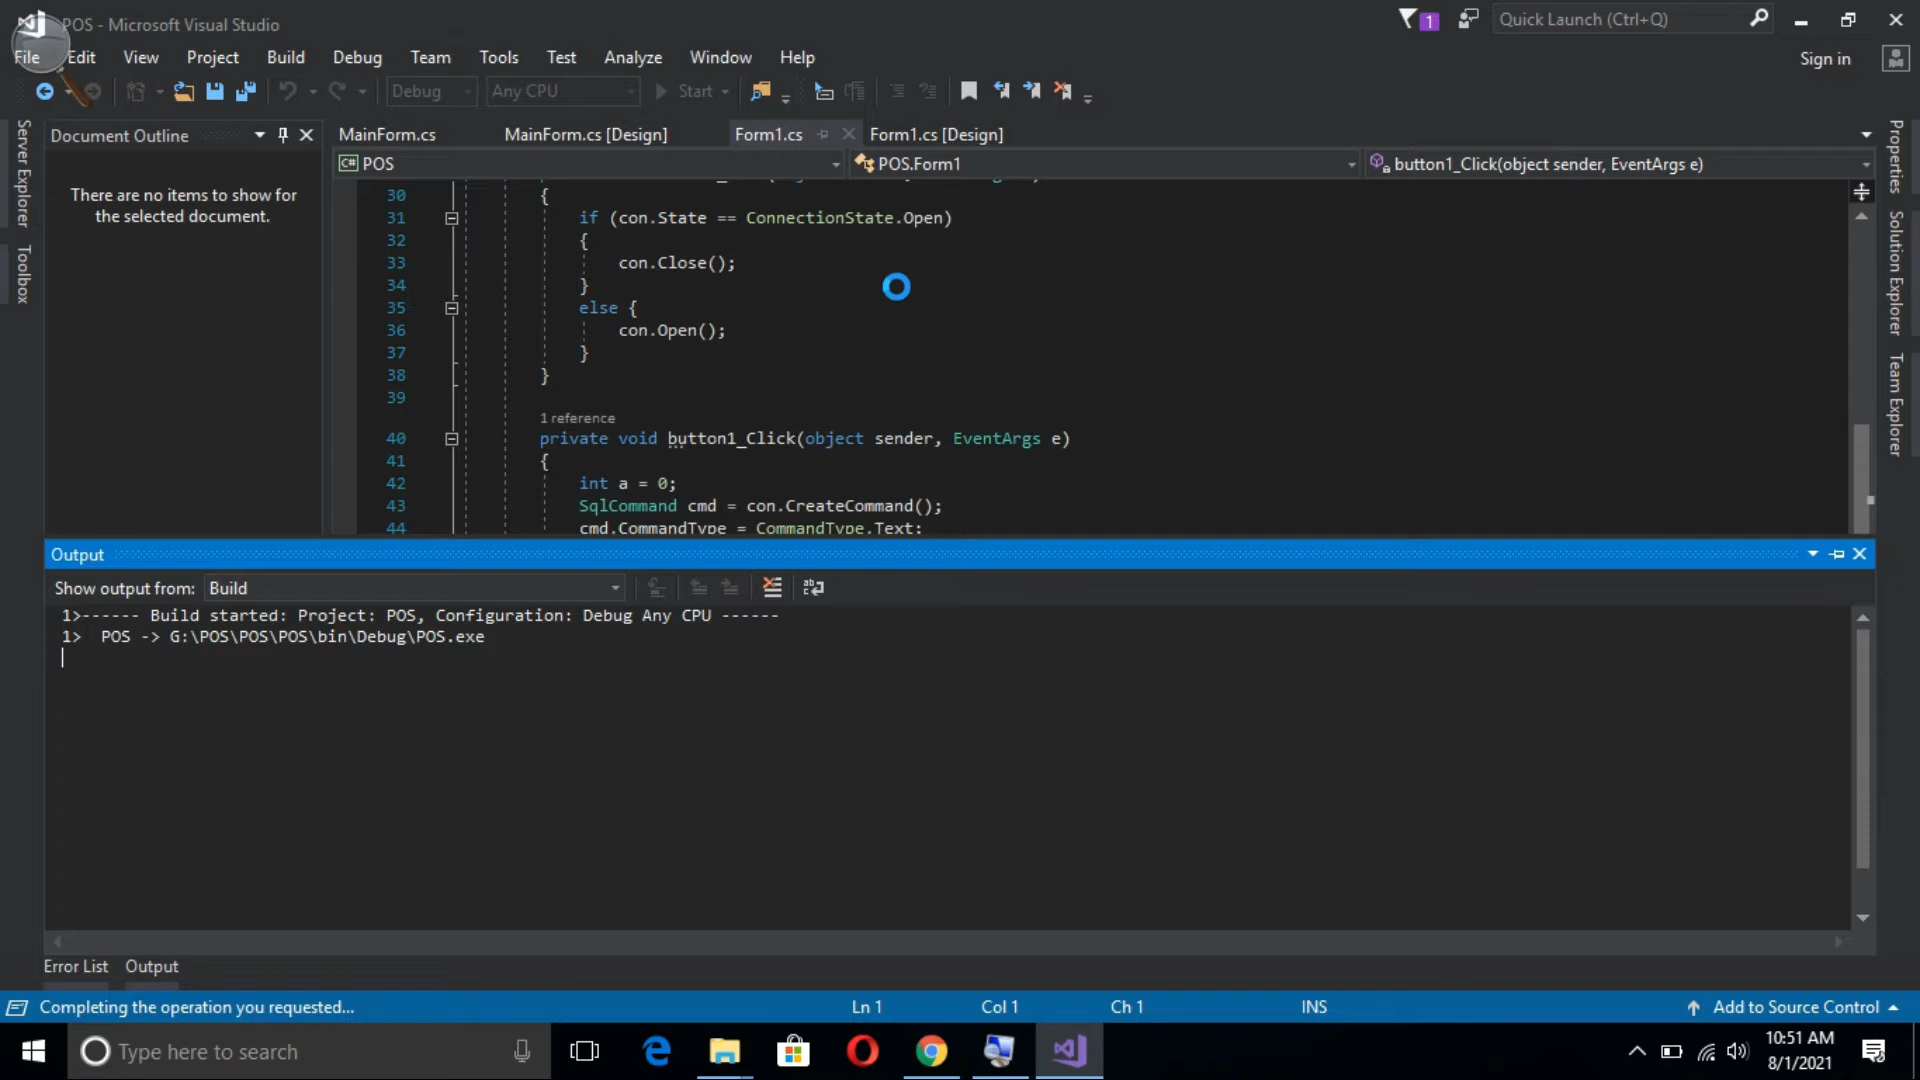 POS - Microsoft Visual Studio
1
Quick Launch (Ctrl+Q)
File Edit View Project Build Debug Team Tools Test Analyze Window Help
Sign in
Debug Any CPU Start
Server Explorer
Toolbox
Document Outline
There are no items to show for
the selected document.
MainForm.cs MainForm.cs [Design] Form1.cs Form1.cs [Design]
C# POS POS.Form1 button1_Click(object sender, EventArgs e)
30 {
31 if (con.State == ConnectionState.Open)
32 {
33 con.Close();
34 }
35 else {
36 con.Open();
37 }
38 }
39
1 reference
40 private void button1_Click(object sender, EventArgs e)
41 {
42 int a = 0;
43 SqlCommand cmd = con.CreateCommand();
44 cmd.CommandType = CommandType.Text;
Properties
Solution Explorer
Team Explorer
Output
Show output from: Build
1>------ Build started: Project: POS, Configuration: Debug Any CPU ------
1> POS -> G:\POS\POS\POS\bin\Debug\POS.exe
Error List Output
Completing the operation you requested... Ln 1 Col 1 Ch 1 INS Add to Source Control
Type here to search
10:51 AM
8/1/2021